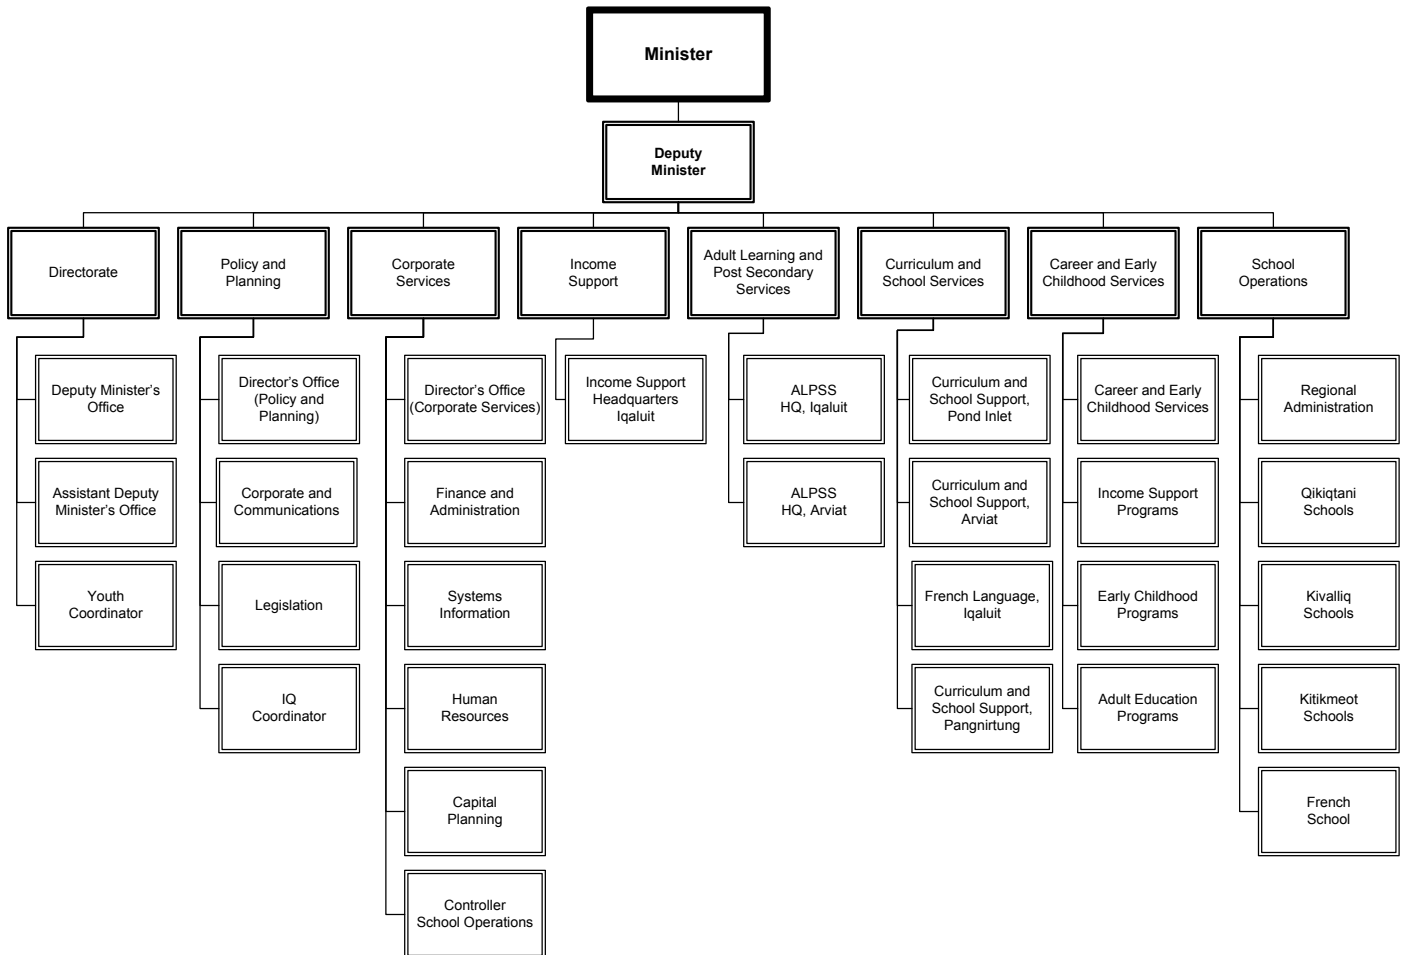 Minister
Deputy
Minister
Directorate
Policy and
Planning
Corporate
Services
Income
Support
Adult Learning and
Post Secondary
Services
Curriculum and
School Services
Career and Early
Childhood Services
School
Operations
Deputy Minister's
Office
Assistant Deputy
Minister's Office
Youth
Coordinator
Director's Office
(Policy and
Planning)
Corporate and
Communications
Legislation
IQ
Coordinator
Director's Office
(Corporate Services)
Finance and
Administration
Systems
Information
Human
Resources
Capital
Planning
Controller
School Operations
Income Support
Headquarters
Iqaluit
ALPSS
HQ, Iqaluit
ALPSS
HQ, Arviat
Curriculum and
School Support,
Pond Inlet
Curriculum and
School Support,
Arviat
French Language,
Iqaluit
Curriculum and
School Support,
Pangnirtung
Career and Early
Childhood Services
Income Support
Programs
Early Childhood
Programs
Adult Education
Programs
Regional
Administration
Qikiqtani
Schools
Kivalliq
Schools
Kitikmeot
Schools
French
School